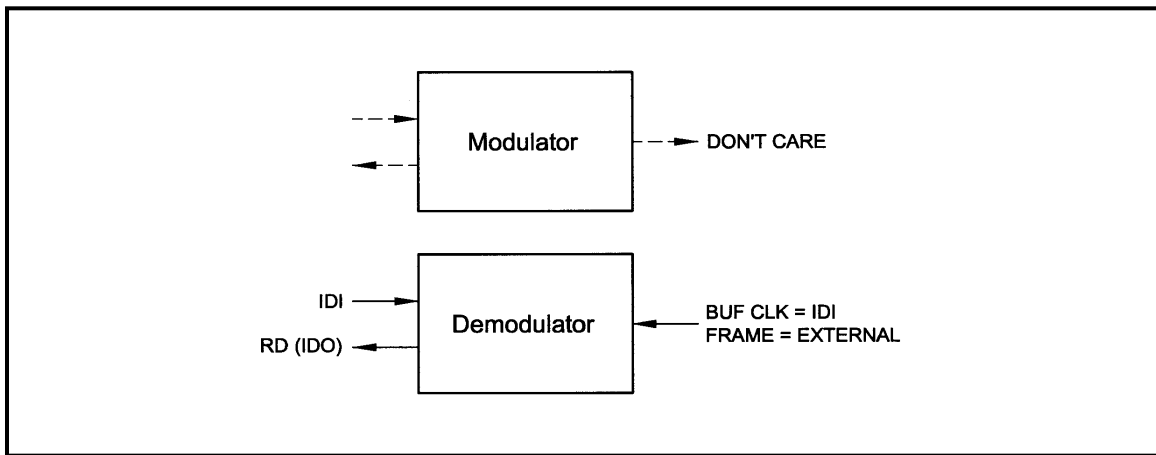 Modulator
DON'T CARE
IDI
RD (IDO)
Demodulator
BUF CLK = IDI
FRAME = EXTERNAL